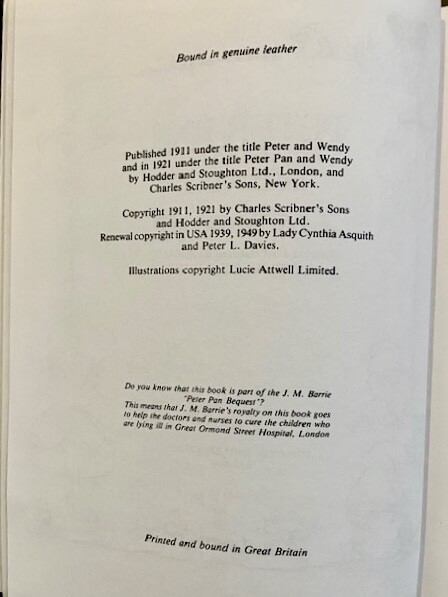 Bound in genuine leather
Published 1911 under the title Peter and Wendy
and in 1921 under the title Peter Pan and Wendy
by Hodder and Stoughton Ltd., London, and
Charles Scribner's Sons, New York.
Copyright 1911, 1921 by Charles Scribner's Sons
and Hodder and Stoughton Ltd.
Renewal copyright in USA 1939, 1949 by Lady Cynthia Asquith
and Peter L. Davies.
Illustrations copyright Lucie Attwell Limited.
Do you know that this book is part of the J. M. Barrie
"Peter Pan Bequest"?
This means that J. M. Barrie's royalty on this book goes
to help the doctors and nurses to cure the children who
are lying ill in Great Ormond Street Hospital, London
Printed and bound in Great Britain